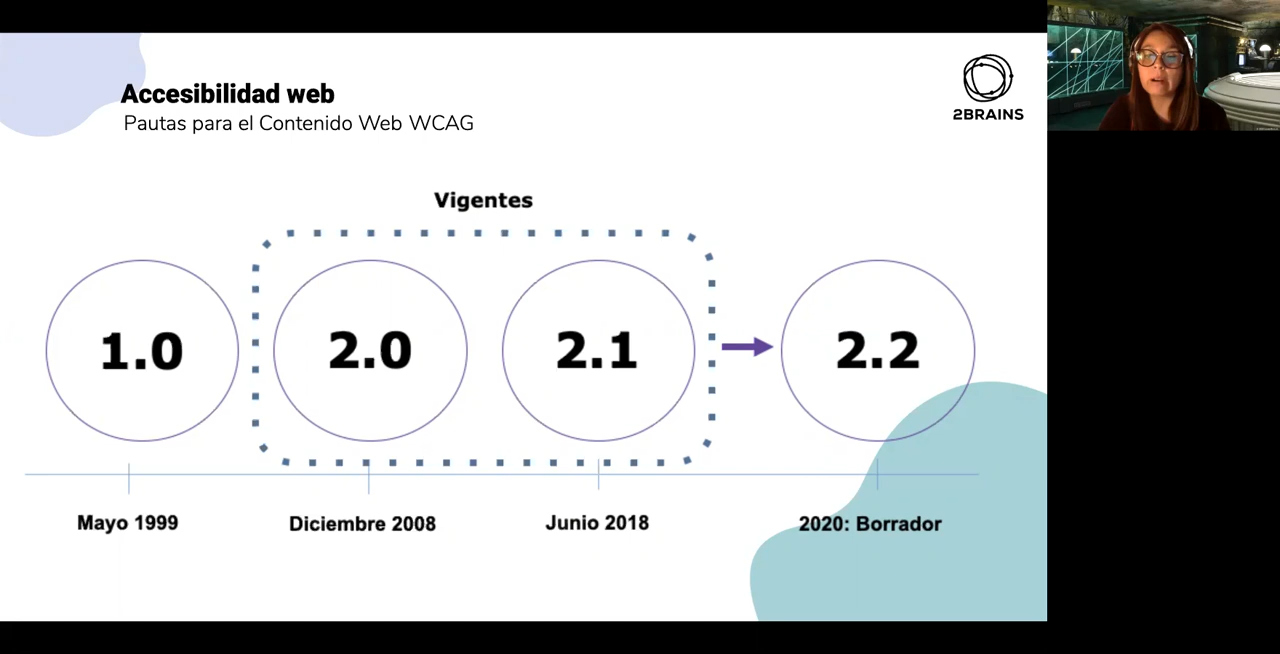 Accesibilidad web
Pautas para el Contenido Web WCAG
2BRAINS
Vigentes
1.0
2.0
2.1
2.2
Mayo 1999
Diciembre 2008
Junio 2018
2020: Borrador